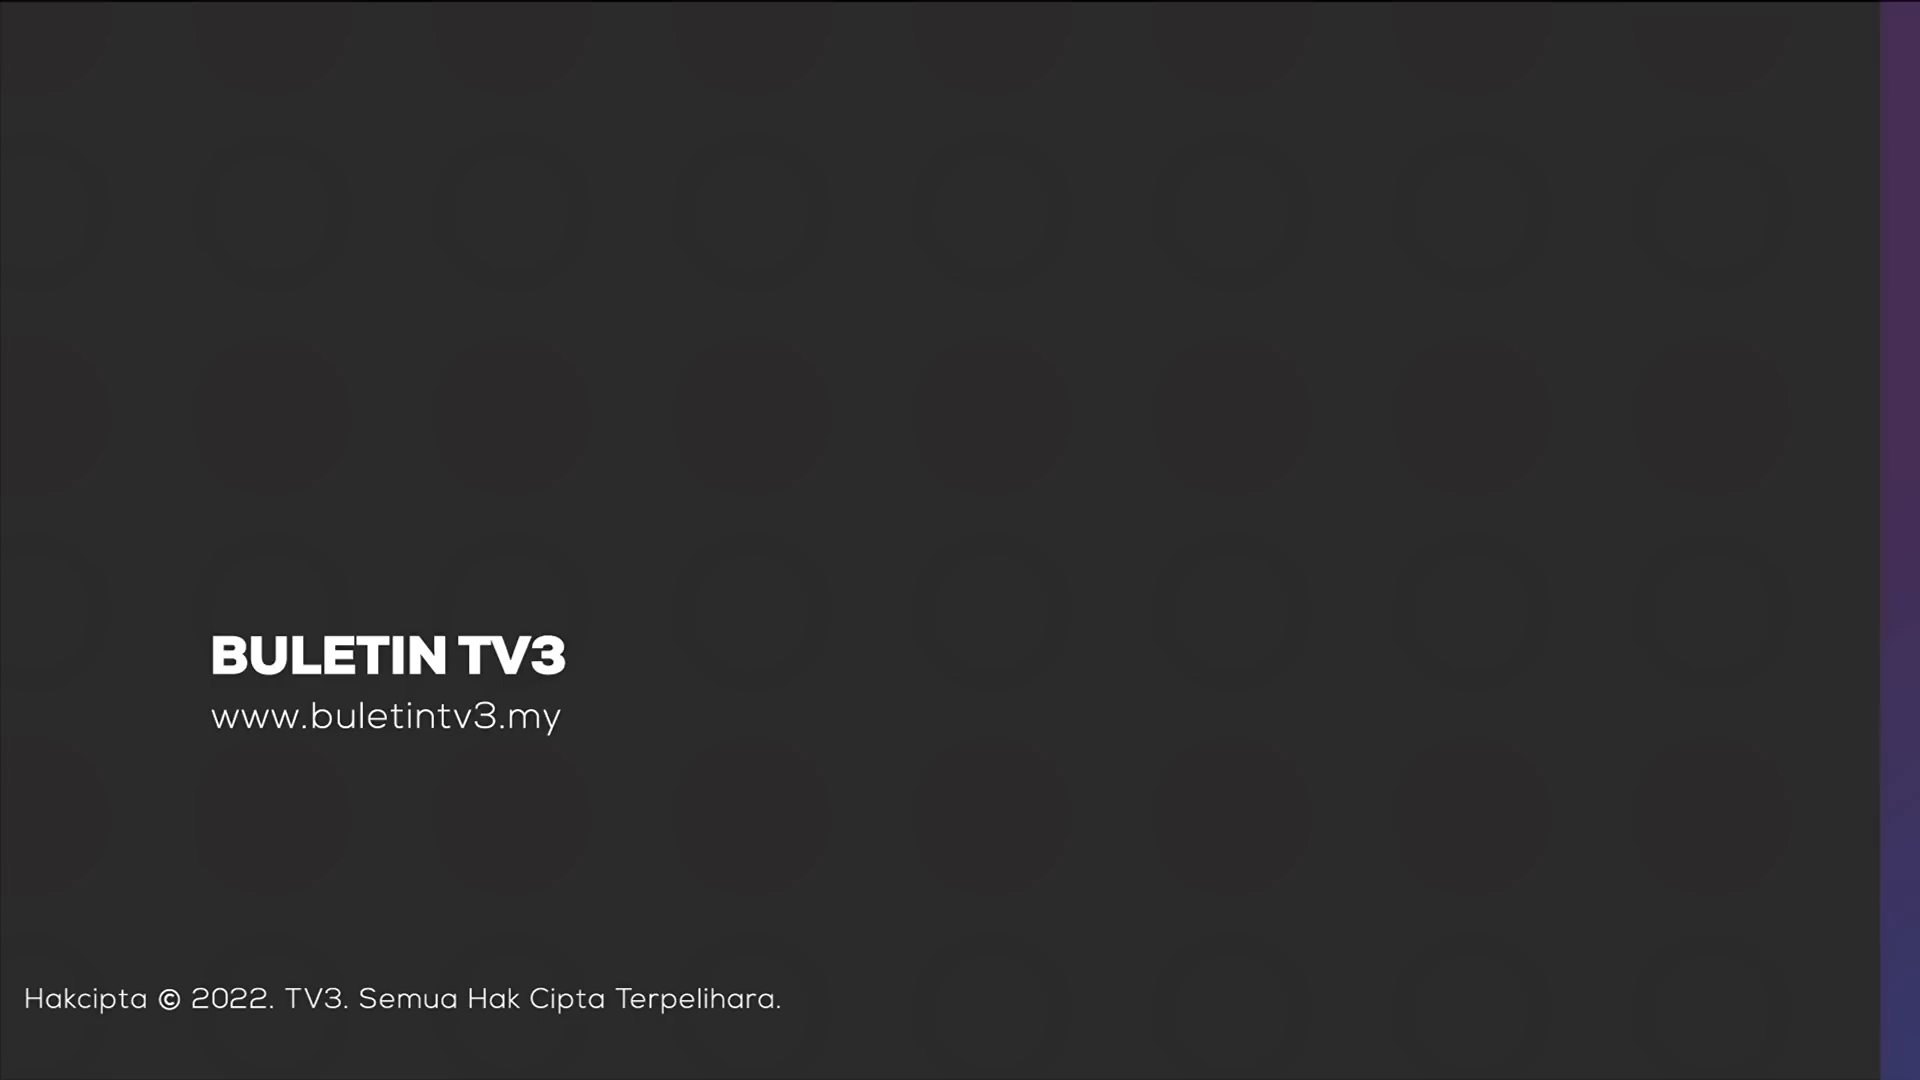 BULETIN TV3
www.buletintv3.my
Hakcipta © 2022. TV3. Semua Hak Cipta Terpelihara.